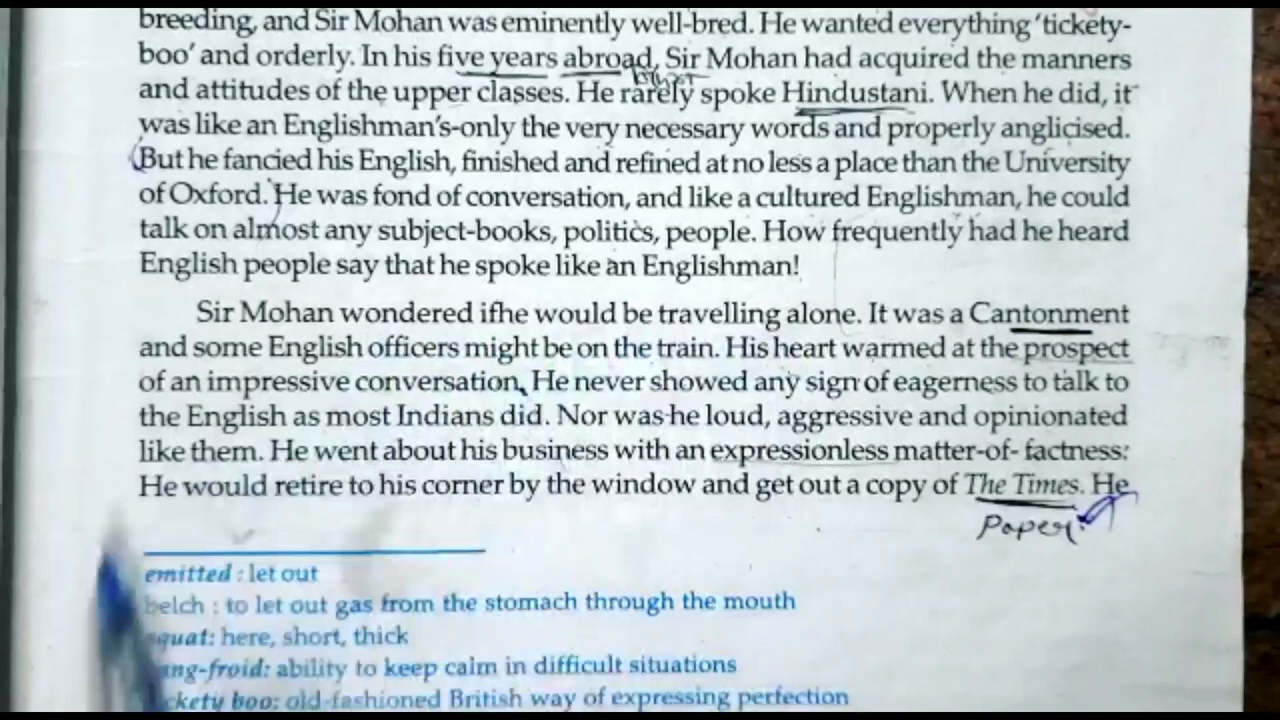 breeding, and Sir Mohan was eminently well-bred. He wanted everything 'tickety-
boo' and orderly. In his five years abroad, Sir Mohan had acquired the manners
and attitudes of the upper classes. He rarely spoke Hindustani. When he did, it
was like an Englishman's-only the very necessary words and properly anglicised.
But he fancied his English, finished and refined at no less a place than the University
of Oxford. He was fond of conversation, and like a cultured Englishman, he could
talk on almost any subject-books, politics, people. How frequently had he heard
English people say that he spoke like an Englishman!
Sir Mohan wondered ifhe would be travelling alone. It was a Cantonment
and some English officers might be on the train. His heart warmed at the prospect
of an impressive conversation. He never showed any sign of eagerness to talk to
the English as most Indians did. Nor was he loud, aggressive and opinionated
like them. He went about his business with an expressionless matter-of- factness:
He would retire to his corner by the window and get out a copy of The Times. He
Paper
emitted : let out
belch : to let out gas from the stomach through the mouth
squat: here, short, thick
ang-froid: ability to keep calm in difficult situations
ckety boo: old-fashioned British way of expressing perfection